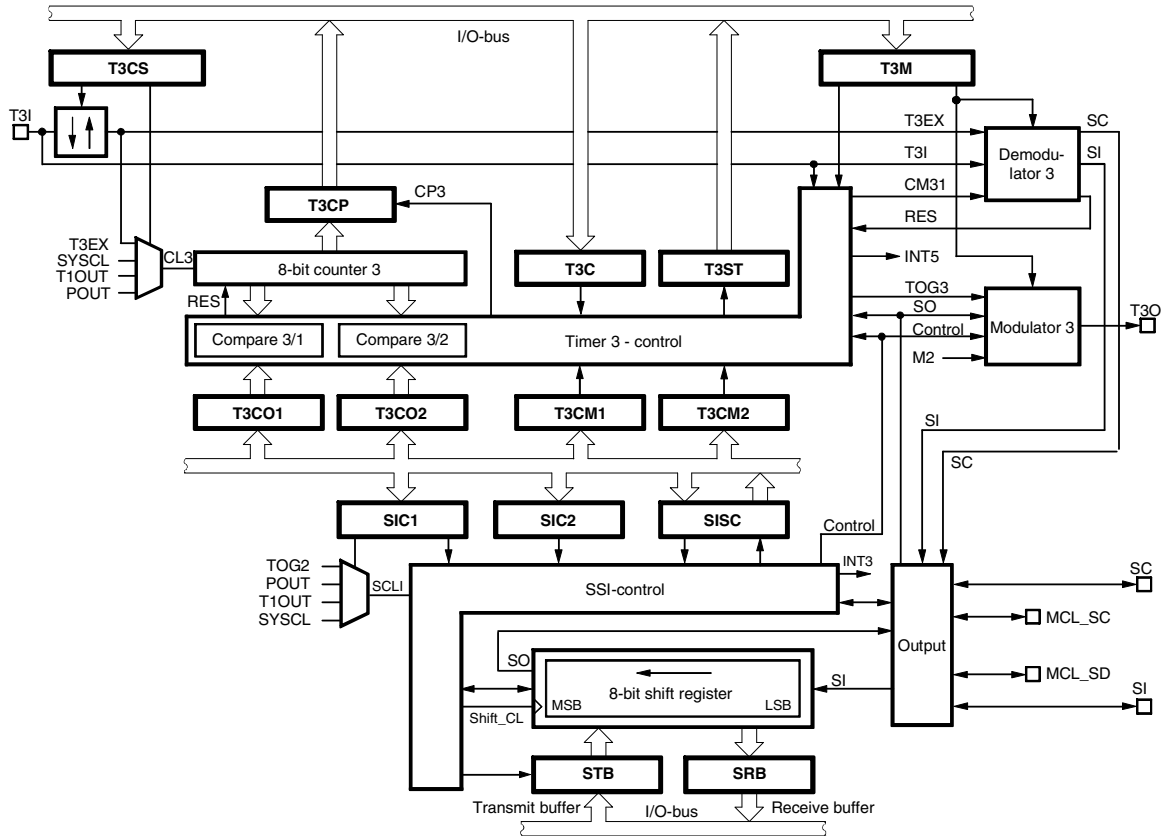 I/O-bus
T3CS
T3M
T3I
T3EX
SC
T3I
Demodu-
lator 3
SI
CM31
T3CP
CP3
RES
T3EX
SYSCL
T1OUT
POUT
CL3
8-bit counter 3
T3C
T3ST
INT5
RES
TOG3
SO
Control
M2
Modulator 3
T3O
Compare 3/1
Compare 3/2
Timer 3 - control
T3CO1
T3CO2
T3CM1
T3CM2
SI
SC
SIC1
SIC2
SISC
Control
TOG2
POUT
T1OUT
SYSCL
SCLI
SSI-control
INT3
SC
MCL_SC
Output
SO
8-bit shift register
MSB
LSB
SI
MCL_SD
SI
Shift_CL
STB
SRB
Transmit buffer
I/O-bus
Receive buffer